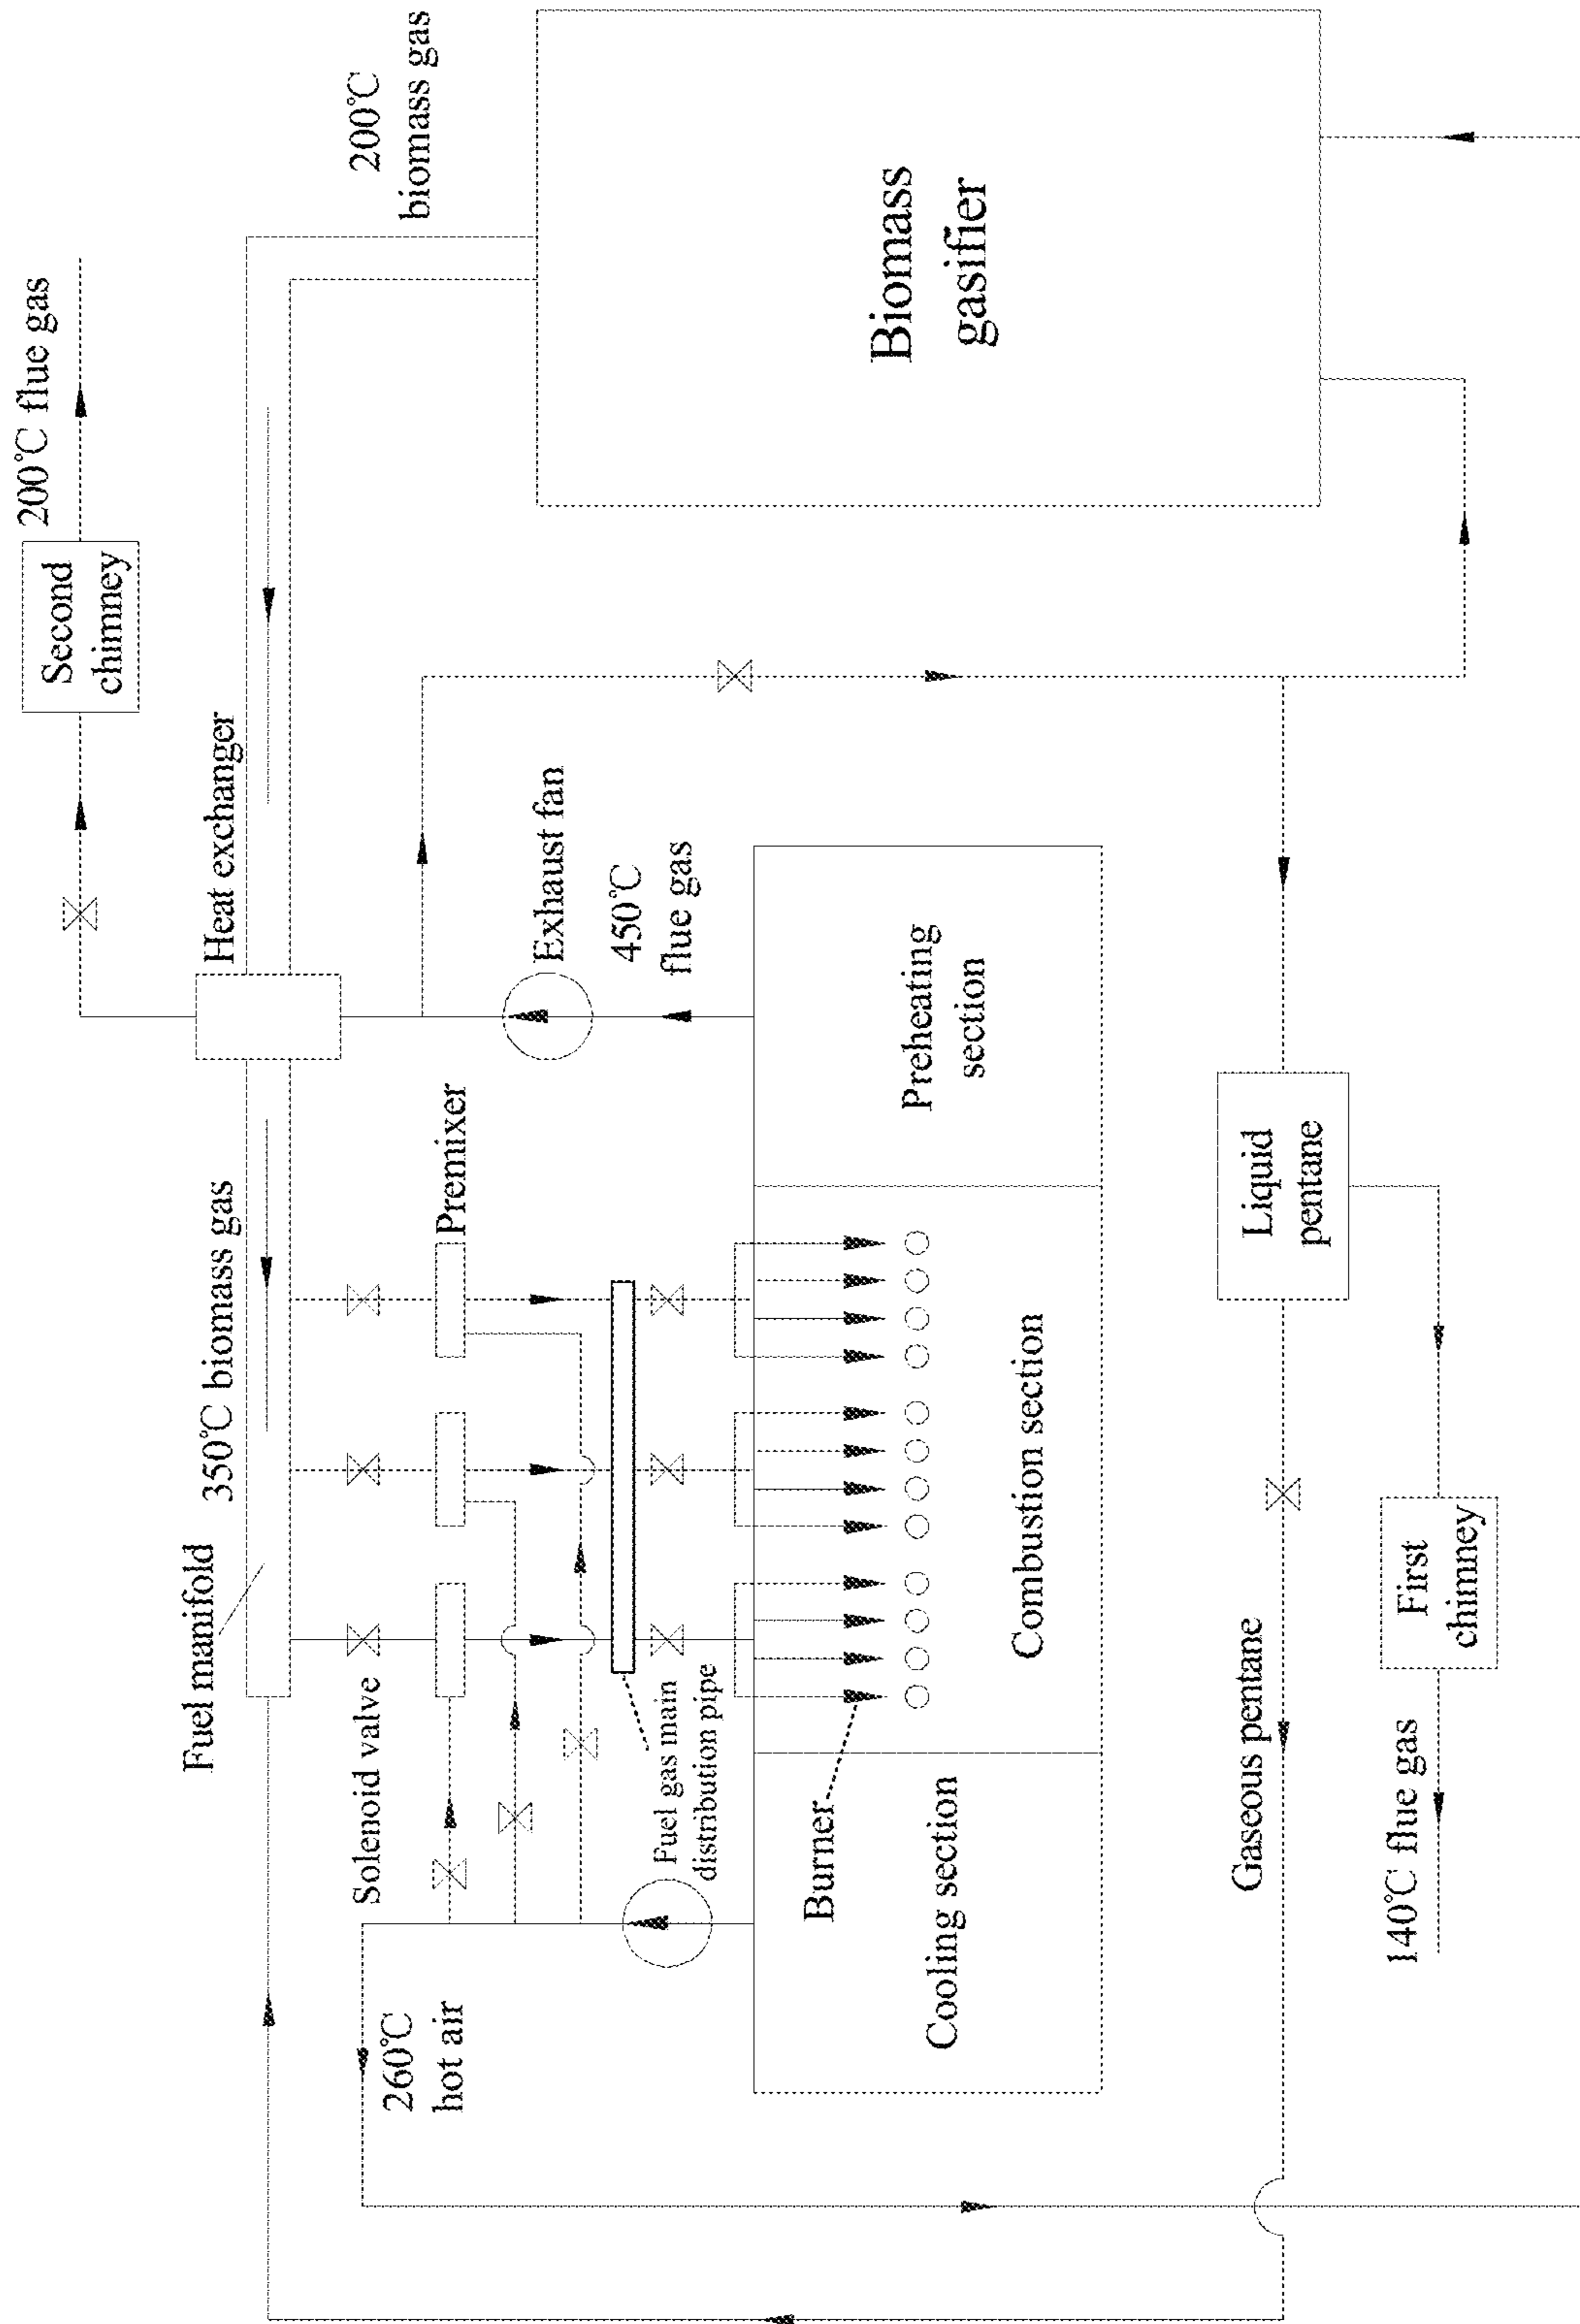 200℃ flue gas
Second
chimney
Heat exchanger
200℃
biomass gas
Biomass
gasifier
Exhaust fan
450℃
flue gas
350℃ biomass gas
Fuel manifold
Premixer
Solenoid valve
Fuel gas main
distribution pipe
260℃
hot air
Preheating
section
Combustion section
Burner
Cooling section
Liquid
pentane
Gaseous pentane
First
chimney
140℃ flue gas